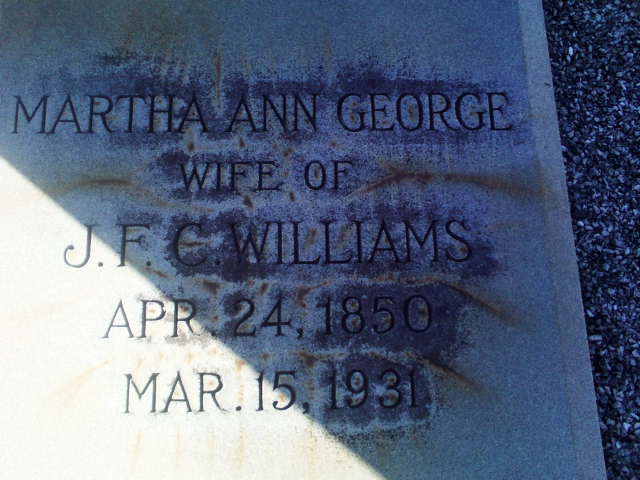 MARTHA ANN GEORGE
WIFE OF
J. F. C. WILLIAMS
APR. 24, 1850
MAR. 15, 1931